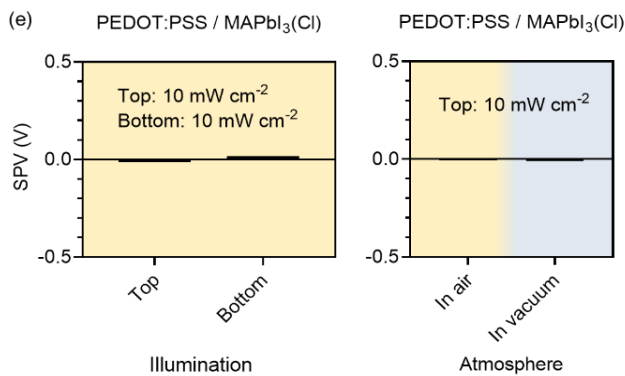 (e)
PEDOT:PSS / MAPbI₃(Cl)
PEDOT:PSS / MAPbI₃(Cl)
SPV (V)
0.5
0.0
-0.5
Top: 10 mW cm⁻²
Bottom: 10 mW cm⁻²
Top
Bottom
Illumination
0.5
0.0
-0.5
Top: 10 mW cm⁻²
In air
In vacuum
Atmosphere